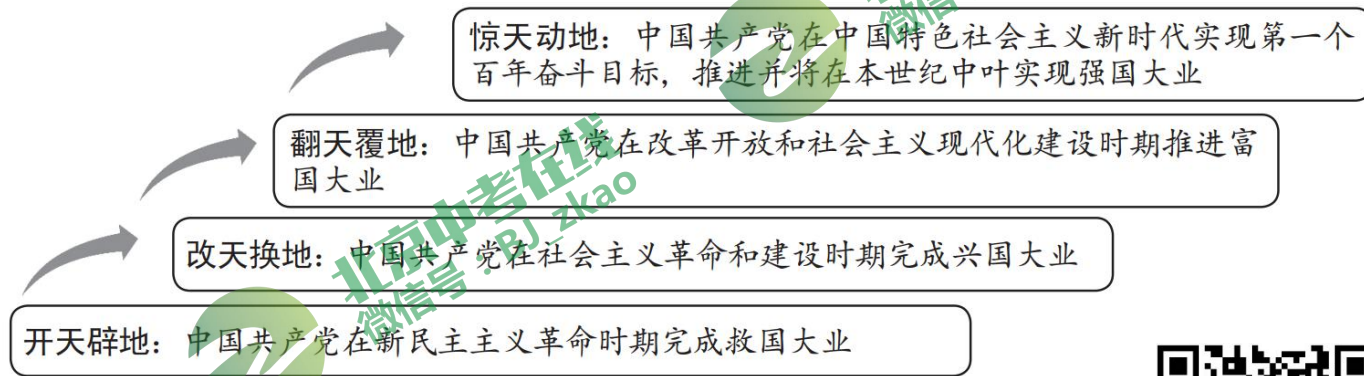 惊天动地：中国共产党在中国特色社会主义新时代实现第一个
百年奋斗目标，推进并将在本世纪中叶实现强国大业
翻天覆地：中国共产党在改革开放和社会主义现代化建设时期推进富
国大业
改天换地：中国共产党在社会主义革命和建设时期完成兴国大业
开天辟地：中国共产党在新民主主义革命时期完成救国大业
北京中考在线
微信号：BJ_zkao
微信